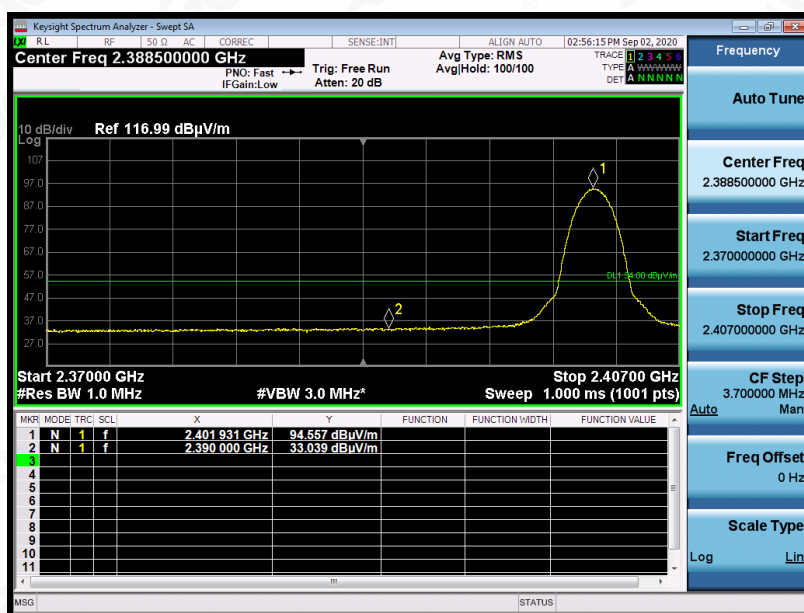 Keysight Spectrum Analyzer - Swept SA
LXI RL RF 50 Ω AC CORREC SENSE:INT ALIGN AUTO 02:56:15 PM Sep 02, 2020
Center Freq 2.388500000 GHz
PNO: Fast
IFGain:Low
Trig: Free Run
Atten: 20 dB
Avg Type: RMS
Avg|Hold: 100/100
TRACE 1 2 3 4 5 6
TYPE A WWWWW
DET A N N N N N
10 dB/div Ref 116.99 dBµV/m
Log
107
97.0
87.0
77.0
67.0
57.0
47.0
37.0
27.0
1
2
DL1 54.00 dBµV/m
Start 2.37000 GHz Stop 2.40700 GHz
#Res BW 1.0 MHz #VBW 3.0 MHz* Sweep 1.000 ms (1001 pts)
MKR MODE TRC SCL X Y FUNCTION FUNCTION WIDTH FUNCTION VALUE
1 N 1 f 2.401 931 GHz 94.557 dBµV/m
2 N 1 f 2.390 000 GHz 33.039 dBµV/m
3
4
5
6
7
8
9
10
11
MSG STATUS
Frequency
Auto Tune
Center Freq
2.388500000 GHz
Start Freq
2.370000000 GHz
Stop Freq
2.407000000 GHz
CF Step
3.700000 MHz
Auto Man
Freq Offset
0 Hz
Scale Type
Log Lin